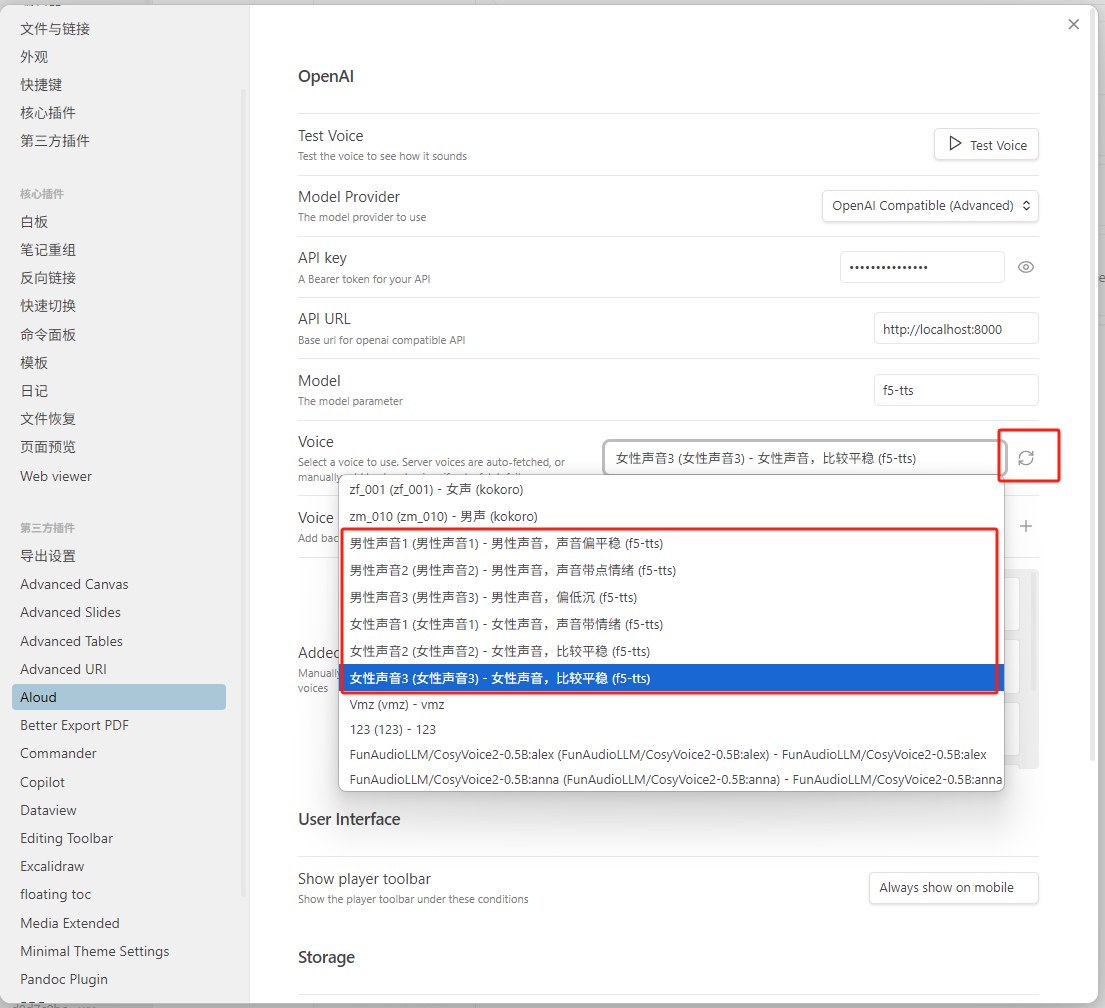 文件与链接
外观
快捷键
核心插件
第三方插件
核心插件
白板
笔记重组
反向链接
快速切换
命令面板
模板
日记
文件恢复
页面预览
Web viewer
第三方插件
导出设置
Advanced Canvas
Advanced Slides
Advanced Tables
Advanced URI
Aloud
Better Export PDF
Commander
Copilot
Dataview
Editing Toolbar
Excalidraw
floating toc
Media Extended
Minimal Theme Settings
Pandoc Plugin
OpenAI
Test Voice
Test the voice to see how it sounds
Test Voice
Model Provider
The model provider to use
OpenAI Compatible (Advanced)
API key
A Bearer token for your API
•••••••••••••••
API URL
Base url for openai compatible API
http://localhost:8000
Model
The model parameter
f5-tts
Voice
Select a voice to use. Server voices are auto-fetched, or
manually
女性声音3 (女性声音3) - 女性声音，比较平稳 (f5-tts)
Voice
Add bac
zf_001 (zf_001) - 女声 (kokoro)
zm_010 (zm_010) - 男声 (kokoro)
男性声音1 (男性声音1) - 男性声音，声音偏平稳 (f5-tts)
男性声音2 (男性声音2) - 男性声音，声音带点情绪 (f5-tts)
男性声音3 (男性声音3) - 男性声音，偏低沉 (f5-tts)
女性声音1 (女性声音1) - 女性声音，声音带情绪 (f5-tts)
女性声音2 (女性声音2) - 女性声音，比较平稳 (f5-tts)
女性声音3 (女性声音3) - 女性声音，比较平稳 (f5-tts)
Vmz (vmz) - vmz
123 (123) - 123
FunAudioLLM/CosyVoice2-0.5B:alex (FunAudioLLM/CosyVoice2-0.5B:alex) - FunAudioLLM/CosyVoice2-0.5B:alex
FunAudioLLM/CosyVoice2-0.5B:anna (FunAudioLLM/CosyVoice2-0.5B:anna) - FunAudioLLM/CosyVoice2-0.5B:anna
Added
Manually
voices
User Interface
Show player toolbar
Show the player toolbar under these conditions
Always show on mobile
Storage